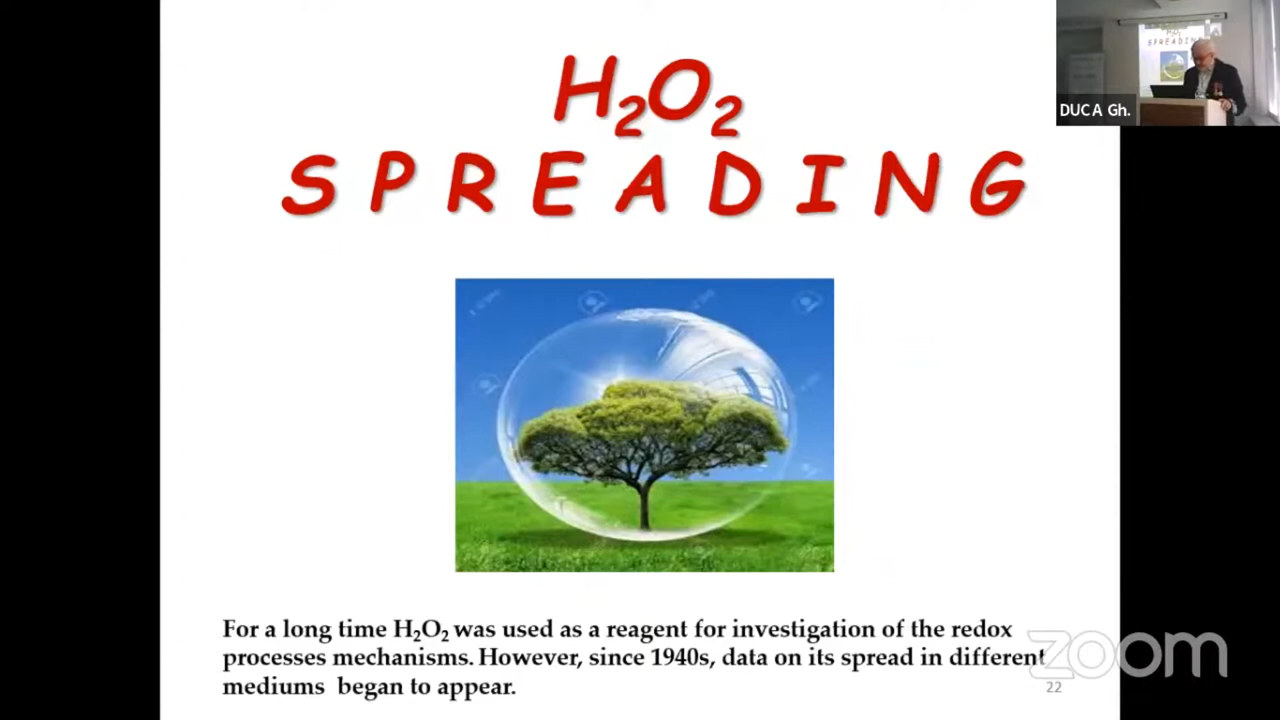 H₂O₂
SPREADING
DUCA Gh.
For a long time H₂O₂ was used as a reagent for investigation of the redox
processes mechanisms. However, since 1940s, data on its spread in different
mediums began to appear.
zoom
22